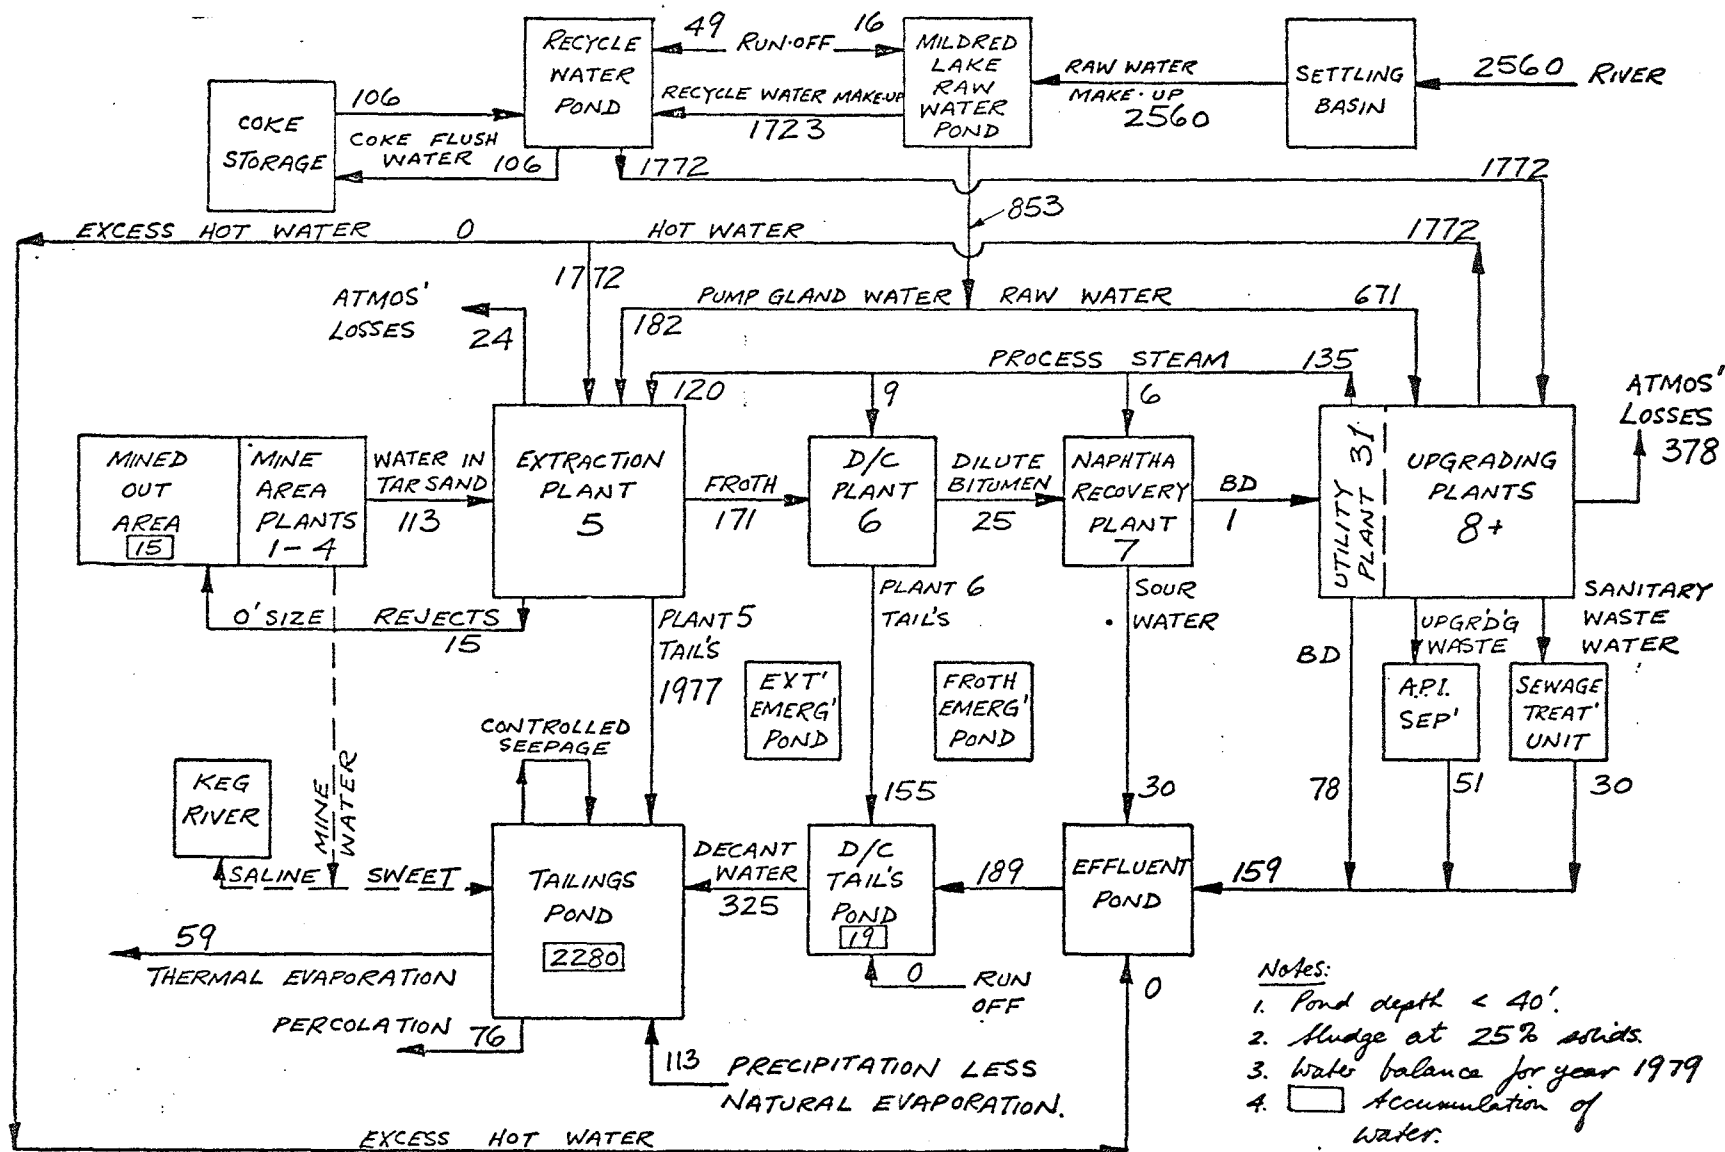 RECYCLE
WATER
POND
49
RUN-OFF
16
MILDRED
LAKE
RAW
WATER
POND
RAW WATER
MAKE-UP
2560
SETTLING
BASIN
2560
RIVER
COKE
STORAGE
106
COKE FLUSH
WATER
106
RECYCLE WATER MAKE-UP
1723
1772
1772
853
EXCESS HOT WATER
0
HOT WATER
1772
1772
ATMOS'
LOSSES
24
PUMP GLAND WATER
RAW WATER
671
182
PROCESS STEAM
135
120
9
6
ATMOS'
LOSSES
378
MINED
OUT
AREA
15
MINE
AREA
PLANTS
1-4
WATER IN
TAR SAND
113
EXTRACTION
PLANT
5
FROTH
171
D/C
PLANT
6
DILUTE
BITUMEN
25
NAPHTHA
RECOVERY
PLANT
7
BD
1
UTILITY
PLANT 31
UPGRADING
PLANTS
8+
O'SIZE REJECTS
15
PLANT 5
TAIL'S
1977
PLANT 6
TAIL'S
SOUR
WATER
BD
UPGR'D'G
WASTE
SANITARY
WASTE
WATER
EXT'
EMERG'
POND
FROTH
EMERG'
POND
A.P.I.
SEP'
SEWAGE
TREAT'
UNIT
CONTROLLED
SEEPAGE
KEG
RIVER
MINE
WATER
155
30
78
51
30
SALINE
SWEET
TAILINGS
POND
2280
DECANT
WATER
325
D/C
TAIL'S
POND
19
189
EFFLUENT
POND
159
59
THERMAL EVAPORATION
PERCOLATION
76
0
RUN
OFF
0
113
PRECIPITATION LESS
NATURAL EVAPORATION.
EXCESS HOT WATER
Notes:
1. Pond depth < 40'.
2. Sludge at 25% solids.
3. Water balance for year 1979
4. Accumulation of
water.